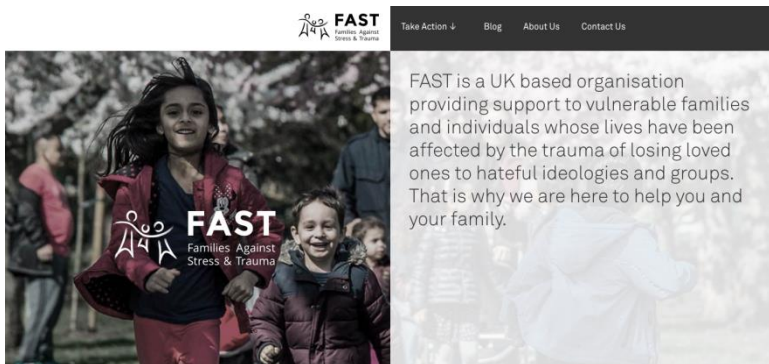 FAST
Families Against
Stress & Trauma
Take Action ↓
Blog
About Us
Contact Us
FAST
Families Against
Stress & Trauma
FAST is a UK based organisation
providing support to vulnerable families
and individuals whose lives have been
affected by the trauma of losing loved
ones to hateful ideologies and groups.
That is why we are here to help you and
your family.